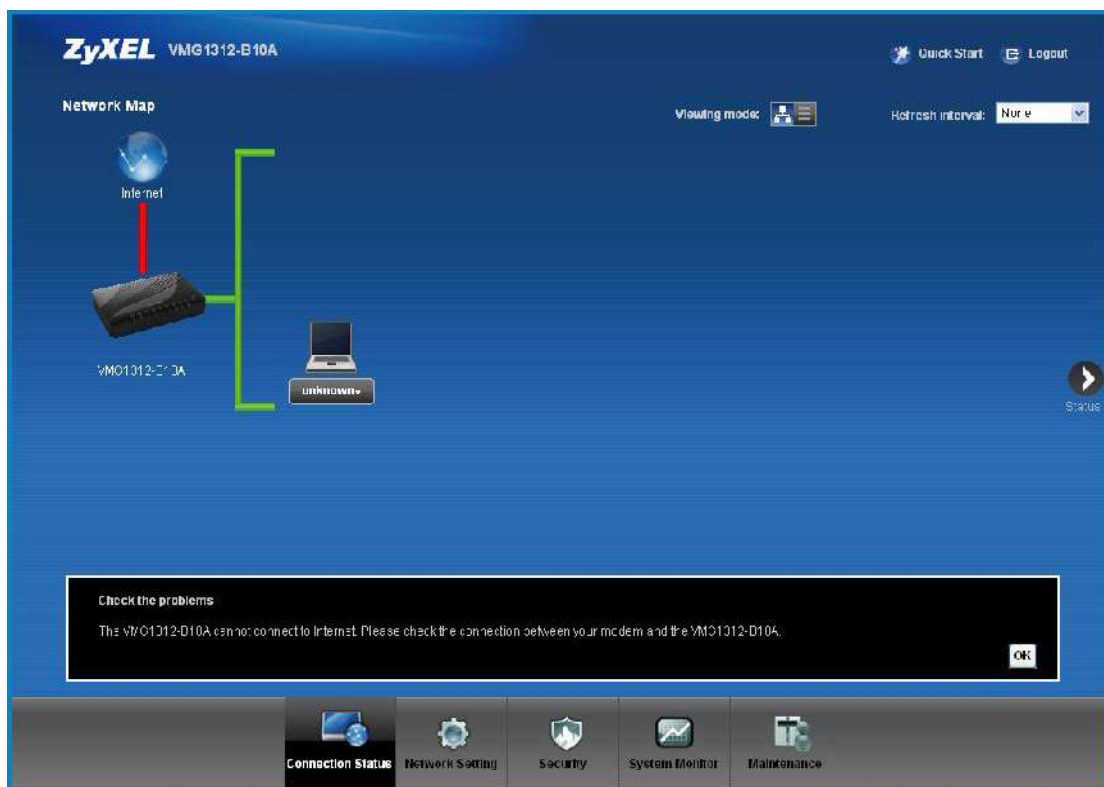 ZyXEL VMG1312-B10A
Quick Start
Logout
Network Map
Viewing mode:
Refresh interval:
None
Internet
VMG1312-B10A
unknown
Status
Check the problems
The VMG1312-B10A cannot connect to Internet. Please check the connection between your modem and the VMG1312-B10A.
OK
Connection Status
Network Setting
Security
System Monitor
Maintenance